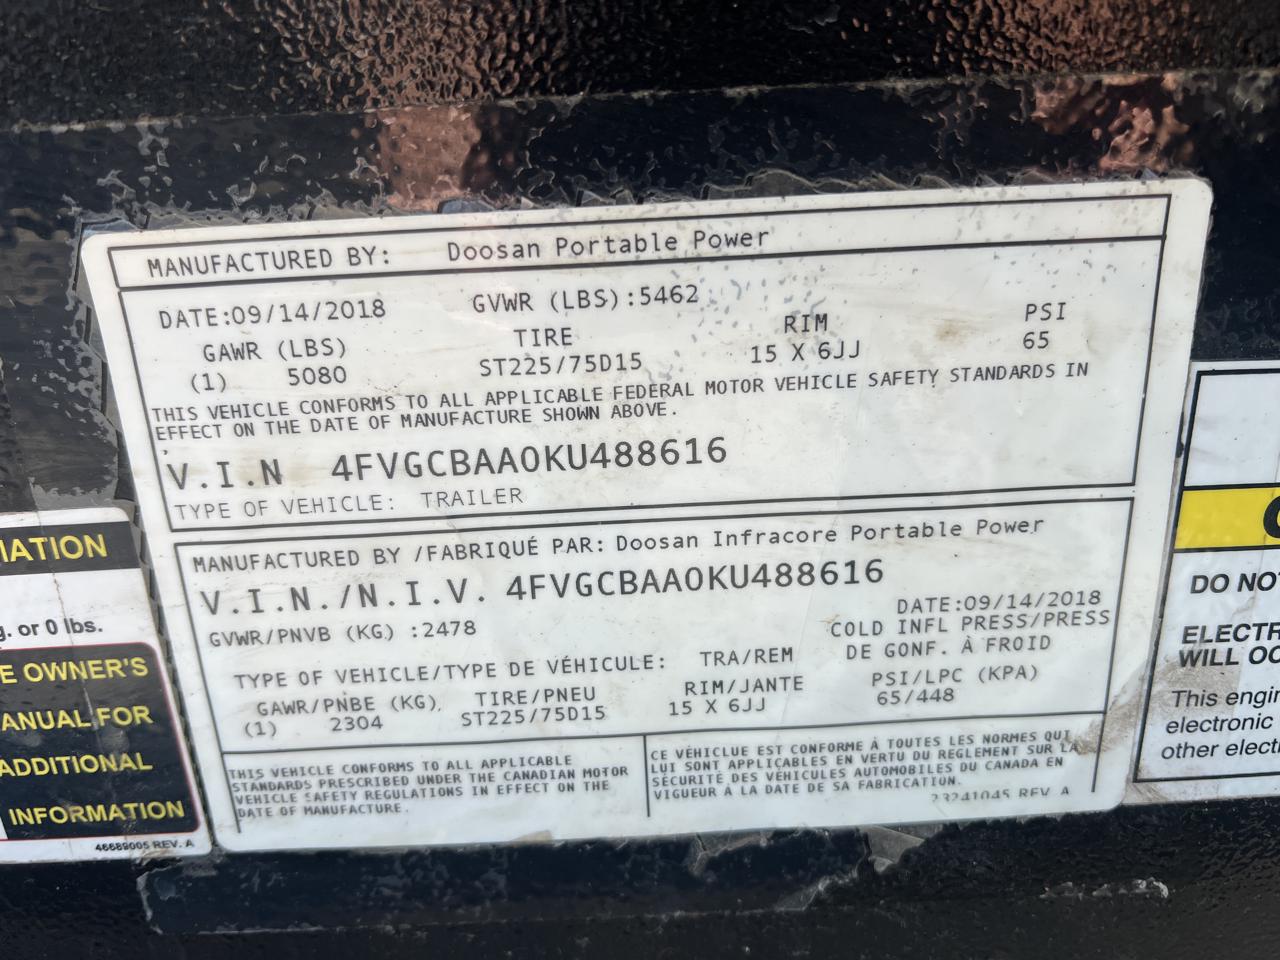 MANUFACTURED BY: Doosan Portable Power
DATE:09/14/2018 GVWR (LBS):5462
GAWR (LBS) TIRE RIM PSI
(1) 5080 ST225/75D15 15 X 6JJ 65
THIS VEHICLE CONFORMS TO ALL APPLICABLE FEDERAL MOTOR VEHICLE SAFETY STANDARDS IN
EFFECT ON THE DATE OF MANUFACTURE SHOWN ABOVE.
V.I.N 4FVGCBAA0KU488616
TYPE OF VEHICLE: TRAILER
MANUFACTURED BY /FABRIQUÉ PAR: Doosan Infracore Portable Power
V.I.N./N.I.V. 4FVGCBAA0KU488616
GVWR/PNVB (KG) :2478
DATE:09/14/2018
COLD INFL PRESS/PRESS
DE GONF. À FROID
TYPE OF VEHICLE/TYPE DE VÉHICULE: TRA/REM
GAWR/PNBE (KG), TIRE/PNEU RIM/JANTE PSI/LPC (KPA)
(1) 2304 ST225/75D15 15 X 6JJ 65/448
THIS VEHICLE CONFORMS TO ALL APPLICABLE
STANDARDS PRESCRIBED UNDER THE CANADIAN MOTOR
VEHICLE SAFETY REGULATIONS IN EFFECT ON THE
DATE OF MANUFACTURE.
CE VÉHICLUE EST CONFORME À TOUTES LES NORMES QUI
LUI SONT APPLICABLES EN VERTU DU RÈGLEMENT SUR LA
SÉCURITÉ DES VÉHICULES AUTOMOBILES DU CANADA EN
VIGUEUR À LA DATE DE SA FABRICATION.
23241045 REV A
IATION
g. or 0 lbs.
E OWNER'S
ANUAL FOR
ADDITIONAL
INFORMATION
46689005 REV. A
DO NOT
ELECTR
WILL OC
This engin
electronic
other electr